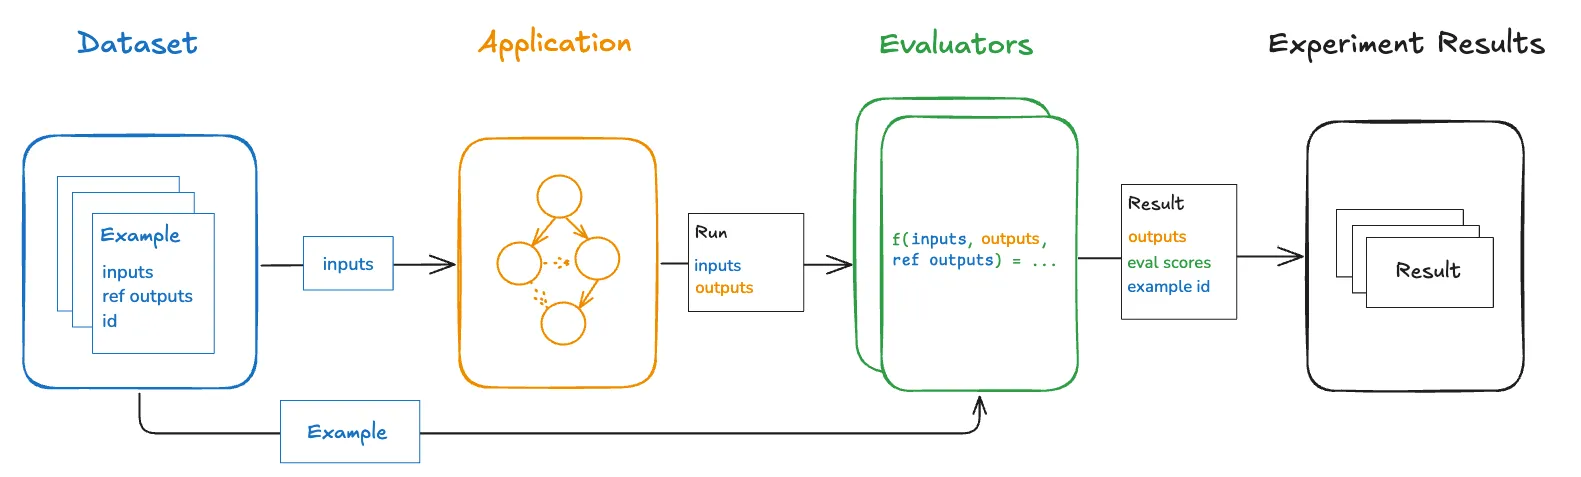 Dataset
Application
Evaluators
Experiment Results
Example
inputs
ref outputs
id
inputs
Run
inputs
outputs
f(inputs, outputs,
ref outputs) = ...
Result
outputs
eval scores
example id
Result
Example